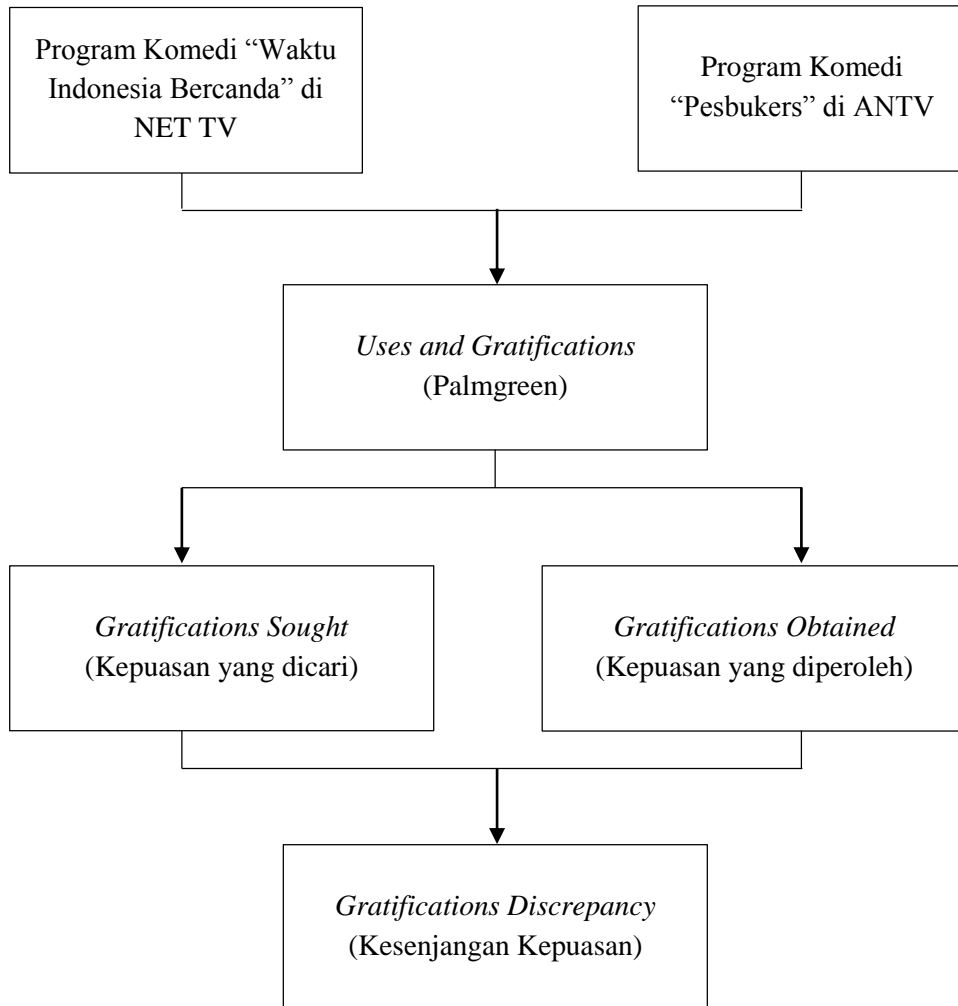 Program Komedi “Waktu
Indonesia Bercanda” di
NET TV
Program Komedi
“Pesbukers” di ANTV
Uses and Gratifications
(Palmgreen)
Gratifications Sought
(Kepuasan yang dicari)
Gratifications Obtained
(Kepuasan yang diperoleh)
Gratifications Discrepancy
(Kesenjangan Kepuasan)